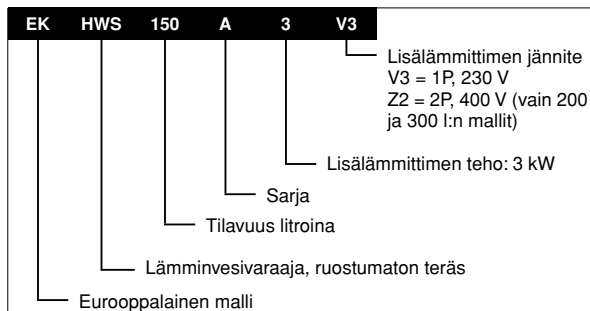 EK HWS 150 A 3 V3
Lisälämmittimen jännite
V3 = 1P, 230 V
Z2 = 2P, 400 V (vain 200
ja 300 l:n mallit)
Lisälämmittimen teho: 3 kW
Sarja
Tilavuus litroina
Lämminvesivaraaja, ruostumaton teräs
Eurooppalainen malli